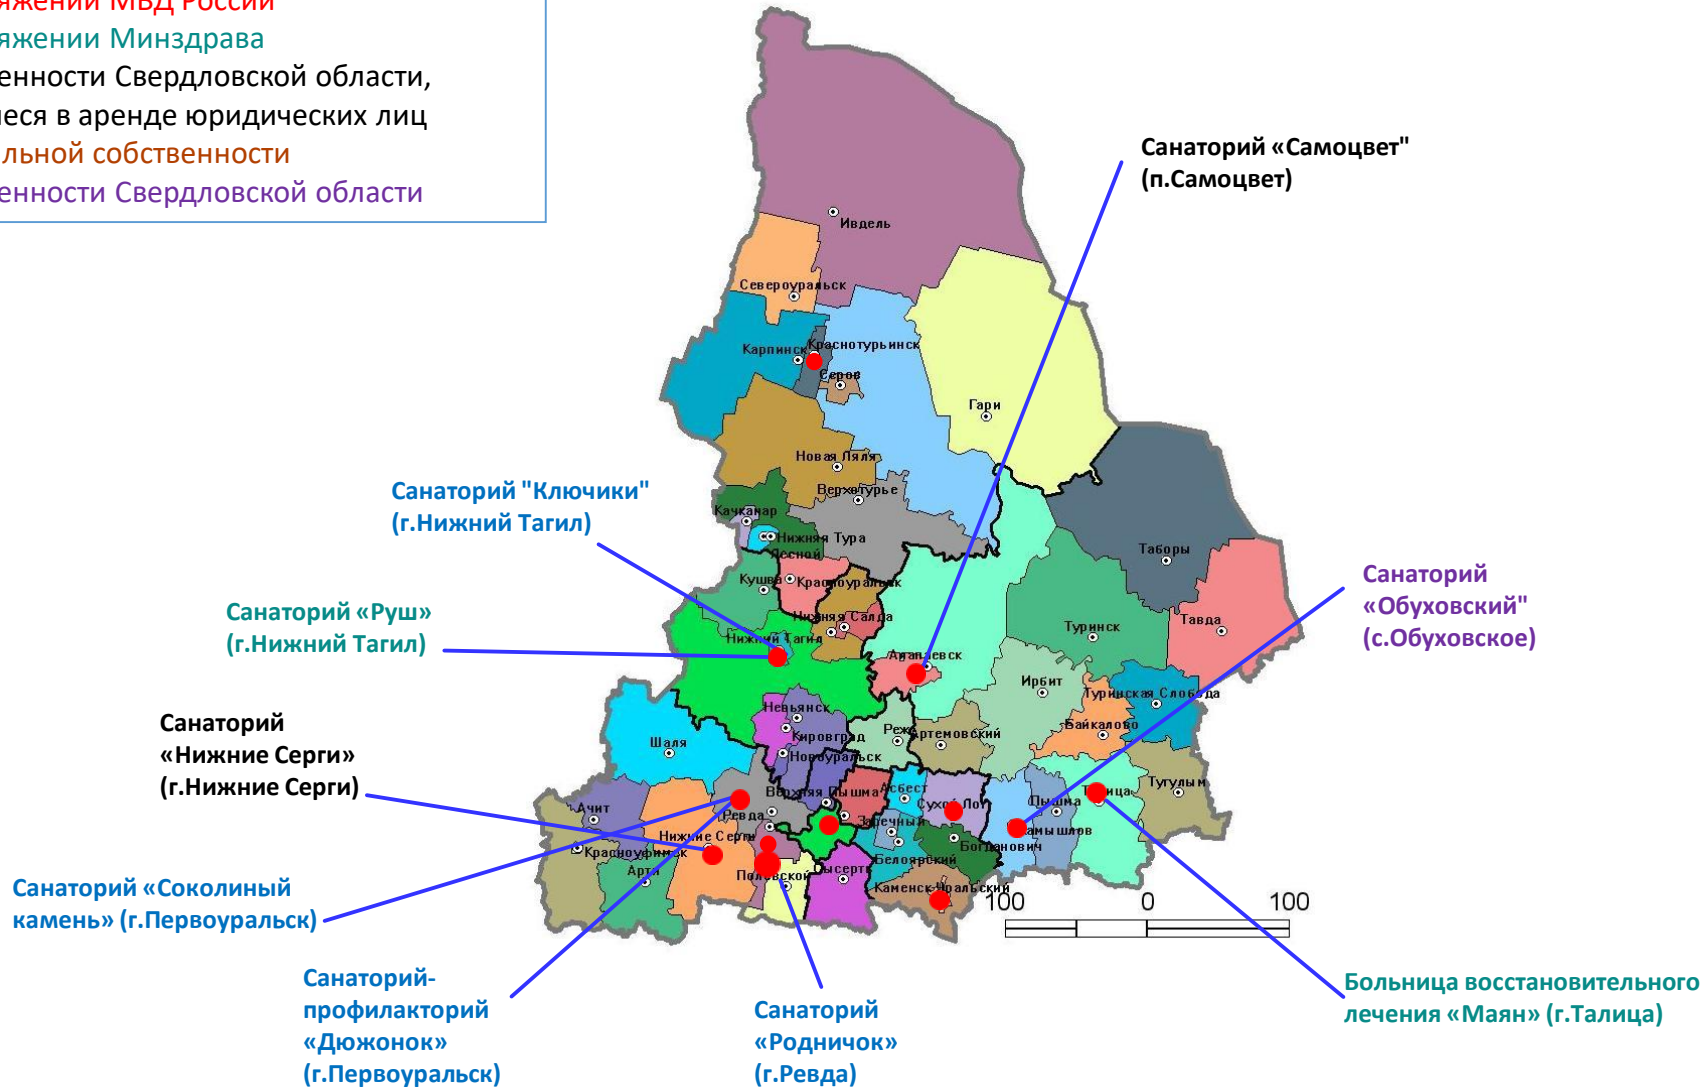 яжении МВД России
яжении Минздрава
енности Свердловской области,
иеся в аренде юридических лиц
льной собственности
енности Свердловской области
Санаторий «Самоцвет"
(п.Самоцвет)
Ивдель
Североуральск
Краснотурьинск
Карпинск
Серов
Гари
Новая Ляля
Верхотурье
Санаторий "Ключики"
(г.Нижний Тагил)
Качканар
Нижняя Тура
Лесной
Таборы
Кушва
Красноуральск
Санаторий
«Обуховский"
(с.Обуховское)
Санаторий «Руш»
(г.Нижний Тагил)
Нижняя Салда
Тавда
Туринск
Нижний Тагил
Алапаевск
Ирбит
Туринская Слобода
Невьянск
Байкалово
Санаторий
«Нижние Серги»
(г.Нижние Серги)
Шаля
Кировград
Реж
Артемовский
Новоуральск
Тугулым
Верхняя Пышма
Асбест
Сухой Лог
Пышма
Талица
Ачит
Ревда
Заречный
Камышлов
Нижние Серги
Богданович
Красноуфимск
Белоярский
Арти
Полевской
Сысерть
Каменск-Уральский
100 0 100
Санаторий «Соколиный
камень» (г.Первоуральск)
Санаторий-
профилакторий
«Дюжонок»
(г.Первоуральск)
Санаторий
«Родничок»
(г.Ревда)
Больница восстановительного
лечения «Маян» (г.Талица)